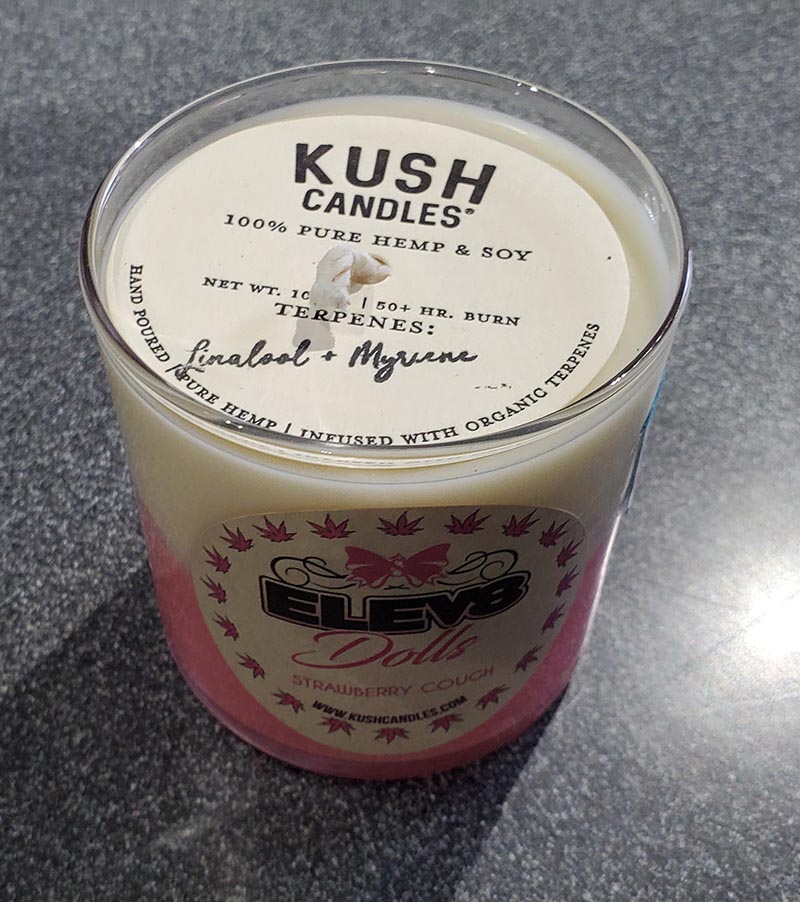 KUSH
CANDLES®
100% PURE HEMP & SOY
NET WT. 10 | 50+ HR. BURN
TERPENES:
Linalool + Myrcene
HAND POURED | PURE HEMP | INFUSED WITH ORGANIC TERPENES
ELEV8
Dolls
STRAWBERRY COUGH
WWW.KUSHCANDLES.COM